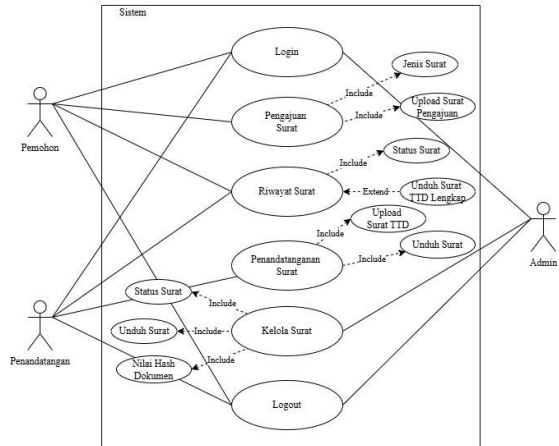 Sistem
Login
Jenis Surat
Include
Pengajuan
Surat
Include
Upload Surat
Pengajuan
Pemohon
Status Surat
Include
Riwayat Surat
Extend
Unduh Surat
TTD Lengkap
Upload
Surat TTD
Include
Penandatanganan
Surat
Include
Unduh Surat
Admin
Status Surat
Include
Penandatangan
Unduh Surat
Include
Kelola Surat
Nilai Hash
Dokumen
Include
Logout